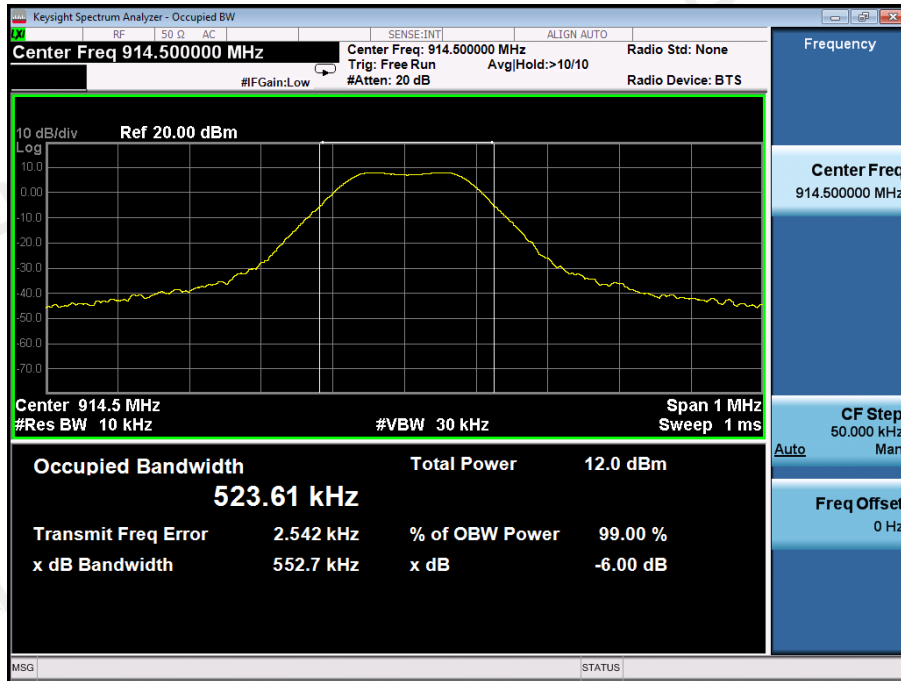 Keysight Spectrum Analyzer - Occupied BW
LXI RF 50 Ω AC SENSE:INT ALIGN AUTO
Center Freq 914.500000 MHz
Center Freq: 914.500000 MHz Radio Std: None
Trig: Free Run Avg|Hold:>10/10
#IFGain:Low #Atten: 20 dB Radio Device: BTS
10 dB/div Ref 20.00 dBm
Log
10.0
0.00
-10.0
-20.0
-30.0
-40.0
-50.0
-60.0
-70.0
Center 914.5 MHz Span 1 MHz
#Res BW 10 kHz #VBW 30 kHz Sweep 1 ms
Occupied Bandwidth Total Power 12.0 dBm
523.61 kHz
Transmit Freq Error 2.542 kHz % of OBW Power 99.00 %
x dB Bandwidth 552.7 kHz x dB -6.00 dB
Frequency
Center Freq
914.500000 MHz
CF Step
50.000 kHz
Auto Man
Freq Offset
0 Hz
MSG STATUS